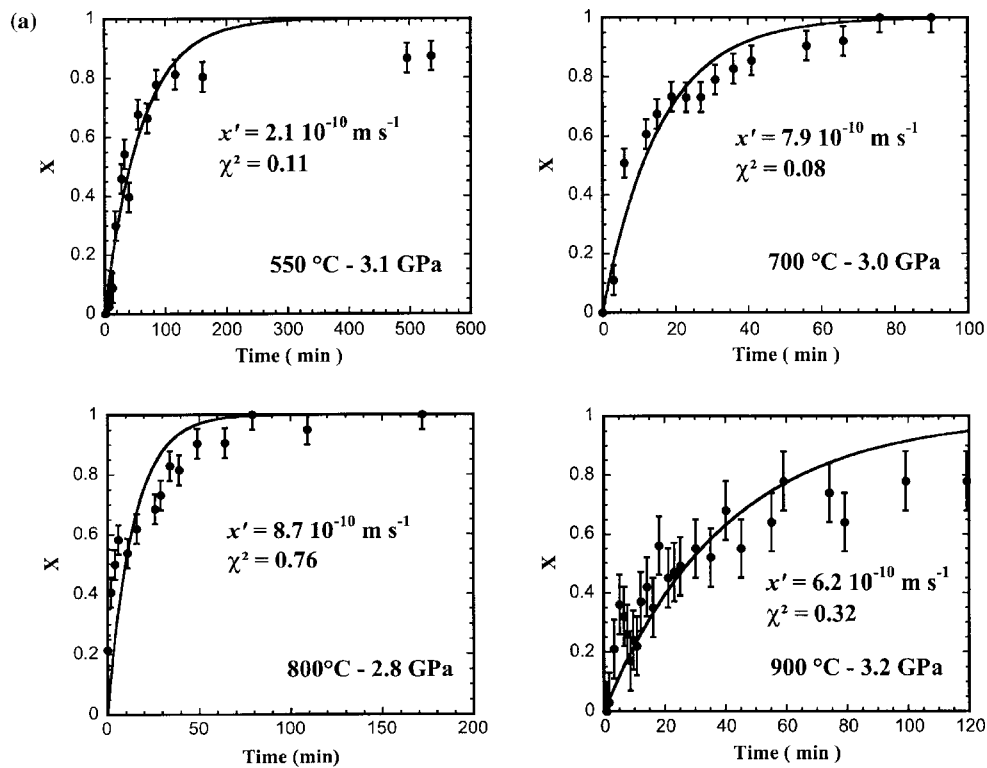 (a)
1
0.8
0.6
0.4
0.2
0
X
x′ = 2.1 10⁻¹⁰ m s⁻¹
χ² = 0.11
550 °C - 3.1 GPa
0 100 200 300 400 500 600
Time ( min )
1
0.8
0.6
0.4
0.2
0
X
x′ = 7.9 10⁻¹⁰ m s⁻¹
χ² = 0.08
700 °C - 3.0 GPa
0 20 40 60 80 100
Time ( min )
1
0.8
0.6
0.4
0.2
0
X
x′ = 8.7 10⁻¹⁰ m s⁻¹
χ² = 0.76
800°C - 2.8 GPa
0 50 100 150 200
Time (min)
1
0.8
0.6
0.4
0.2
0
X
x′ = 6.2 10⁻¹⁰ m s⁻¹
χ² = 0.32
900 °C - 3.2 GPa
0 20 40 60 80 100 120
Time ( min )